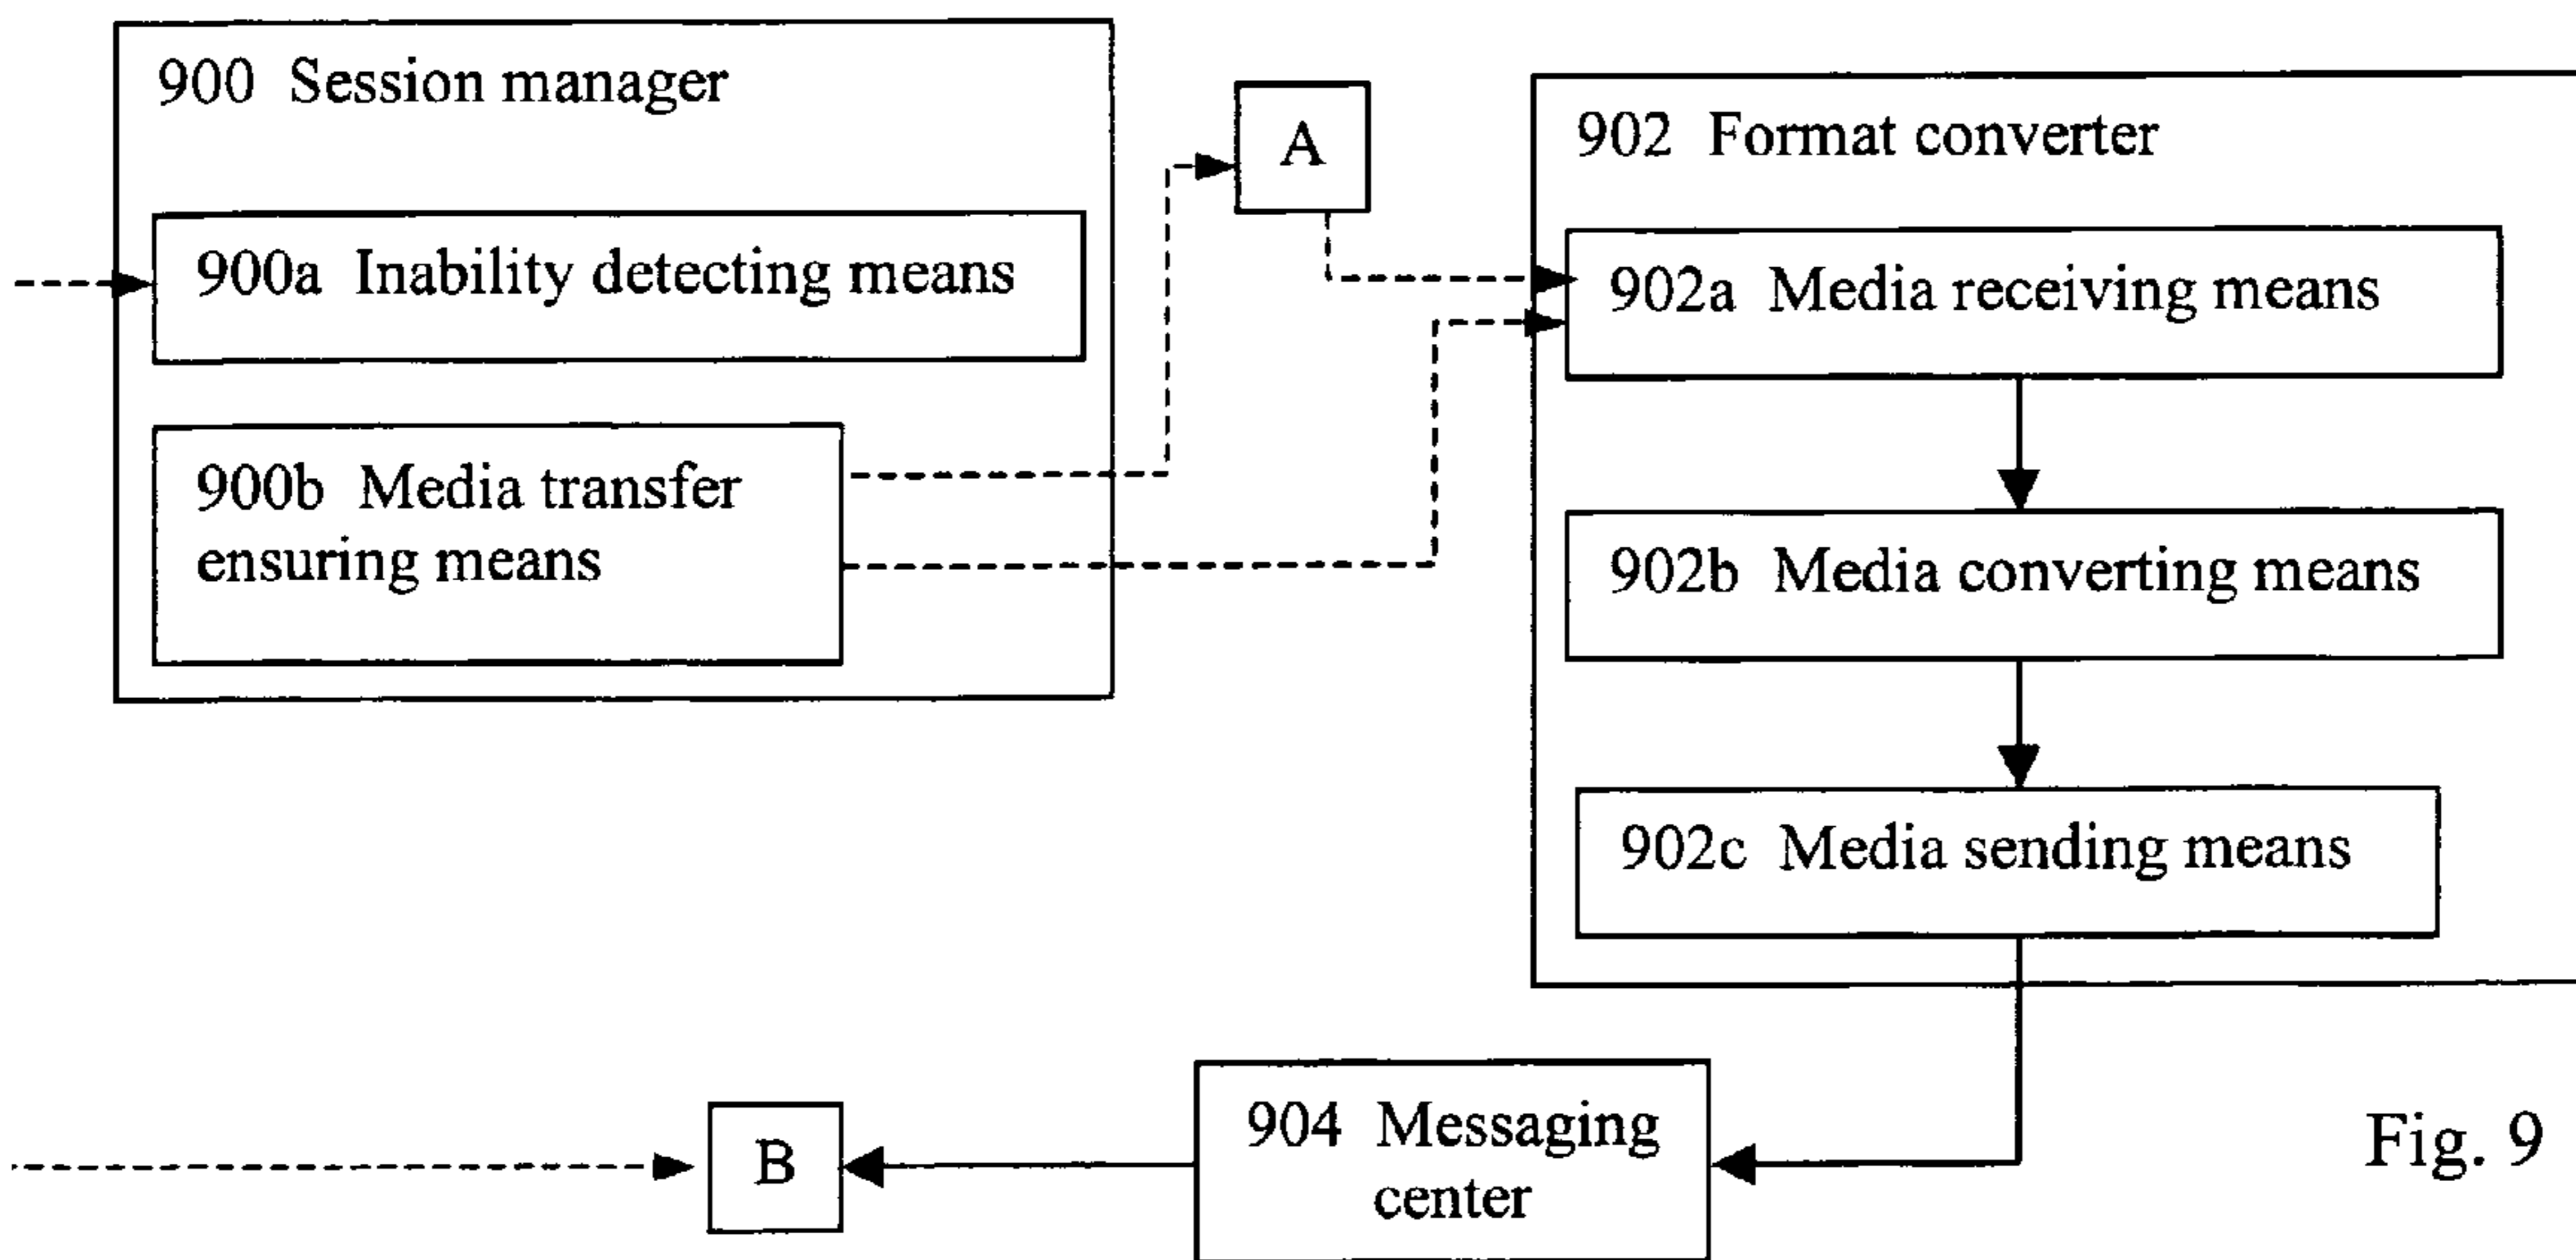 900 Session manager
900a Inability detecting means
900b Media transfer
ensuring means
A
902 Format converter
902a Media receiving means
902b Media converting means
902c Media sending means
904 Messaging
center
B
Fig. 9